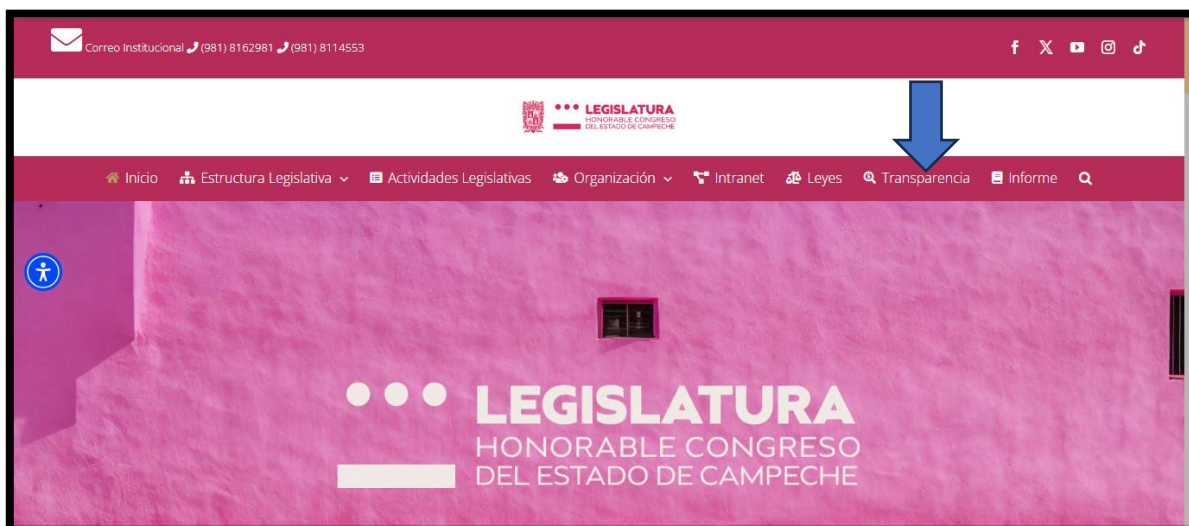 Correo Institucional (981) 8162981 (981) 8114553
LEGISLATURA
HONORABLE CONGRESO
DEL ESTADO DE CAMPECHE
Inicio Estructura Legislativa Actividades Legislativas Organización Intranet Leyes Transparencia Informe
LEGISLATURA
HONORABLE CONGRESO
DEL ESTADO DE CAMPECHE